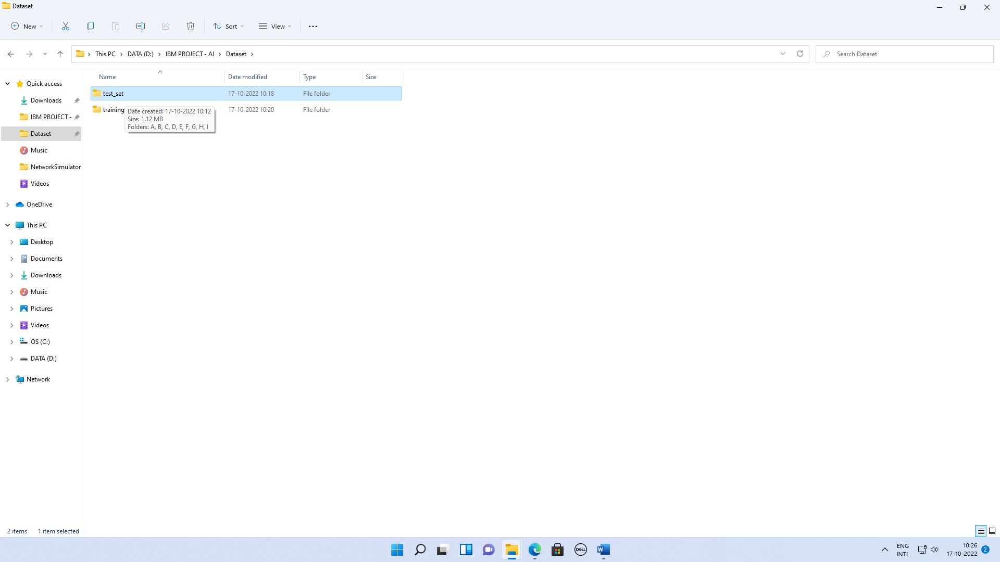 Dataset
New
Sort
View
This PC
DATA (D:)
IBM PROJECT - AI
Dataset
Search Dataset
Name
Date modified
Type
Size
test_set
17-10-2022 10:18
File folder
training
17-10-2022 10:20
File folder
Date created: 17-10-2022 10:12
Size: 1.12 MB
Folders: A, B, C, D, E, F, G, H, I
Quick access
Downloads
IBM PROJECT -
Dataset
Music
NetworkSimulator
Videos
OneDrive
This PC
Desktop
Documents
Downloads
Music
Pictures
Videos
OS (C:)
DATA (D:)
Network
2 items
1 item selected
DELL
W
ENG
INTL
10:26
17-10-2022
2